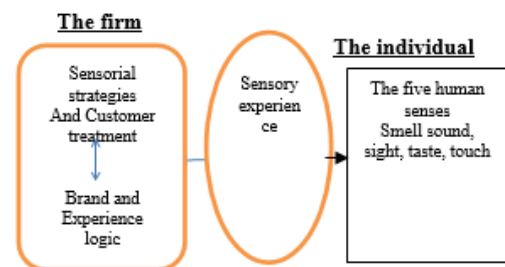 The firm
Sensorial
strategies
And Customer
treatment
Brand and
Experience
logic
Sensory
experien
ce
The individual
The five human
senses
Smell sound,
sight, taste, touch